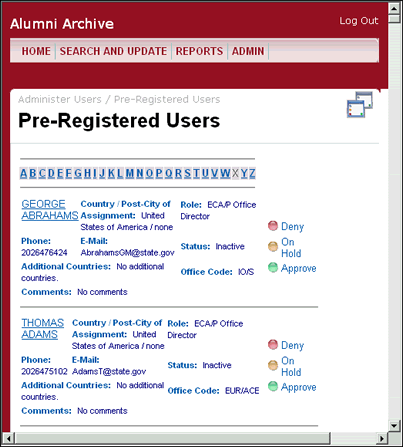 Alumni Archive
Log Out
HOME SEARCH AND UPDATE REPORTS ADMIN
Administer Users / Pre-Registered Users
Pre-Registered Users
A B C D E F G H I J K L M N O P Q R S T U V W X Y Z
GEORGE ABRAHAMS
Country / Post-City of Assignment: United States of America / none
Role: ECA/P Office Director
Phone: 2026476424
E-Mail: AbrahamsGM@state.gov
Status: Inactive
Additional Countries: No additional countries.
Office Code: IO/S
Comments: No comments
Deny
On Hold
Approve
THOMAS ADAMS
Country / Post-City of Assignment: United States of America / none
Role: ECA/P Office Director
Phone: 2026475102
E-Mail: AdamsT@state.gov
Status: Inactive
Additional Countries: No additional countries.
Office Code: EUR/ACE
Comments: No comments
Deny
On Hold
Approve